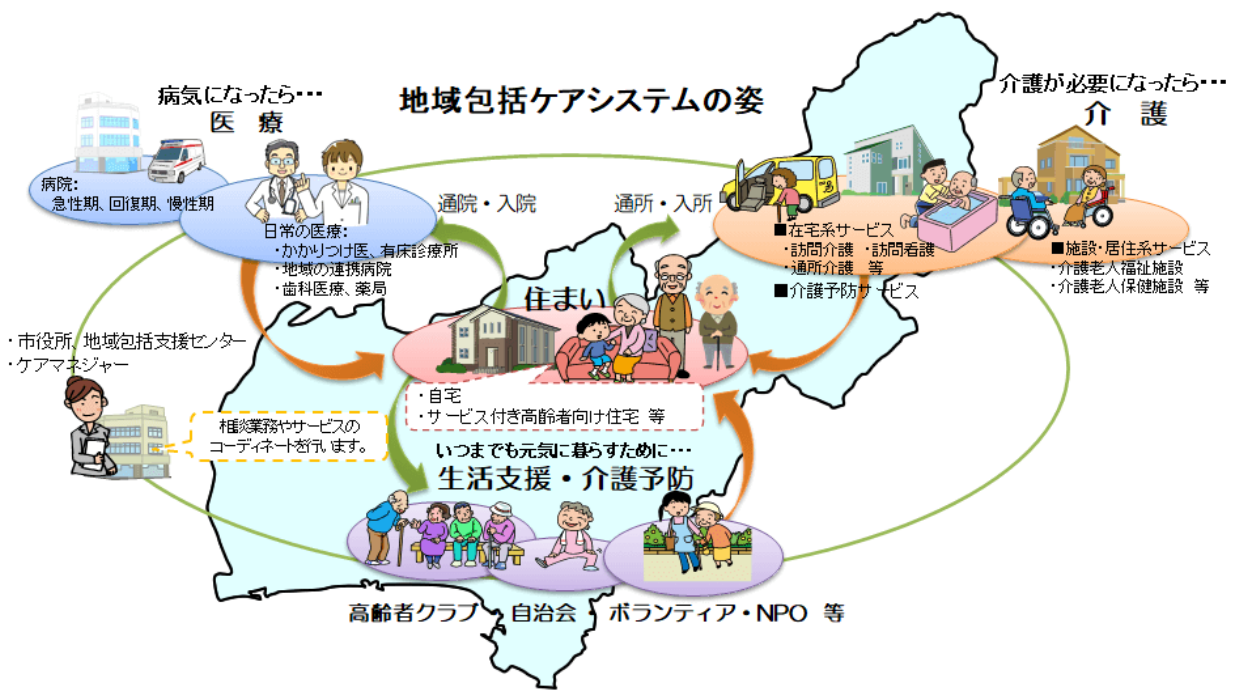 地域包括ケアシステムの姿
病気になったら・・・
医 療
病院:
急性期、回復期、慢性期
日常の医療:
・かかりつけ医、有床診療所
・地域の連携病院
・歯科医療、薬局
通院・入院
通所・入所
介護が必要になったら・・・
介 護
■在宅系サービス
・訪問介護 ・訪問看護
・通所介護 等
■介護予防サービス
■施設・居住系サービス
・介護老人福祉施設
・介護老人保健施設 等
住まい
・自宅
・サービス付き高齢者向け住宅 等
・市役所、地域包括支援センター
・ケアマネジャー
相談業務やサービスの
コーディネートを行います。
いつまでも元気に暮らすために・・・
生活支援・介護予防
高齢者クラブ・自治会・ボランティア・NPO 等